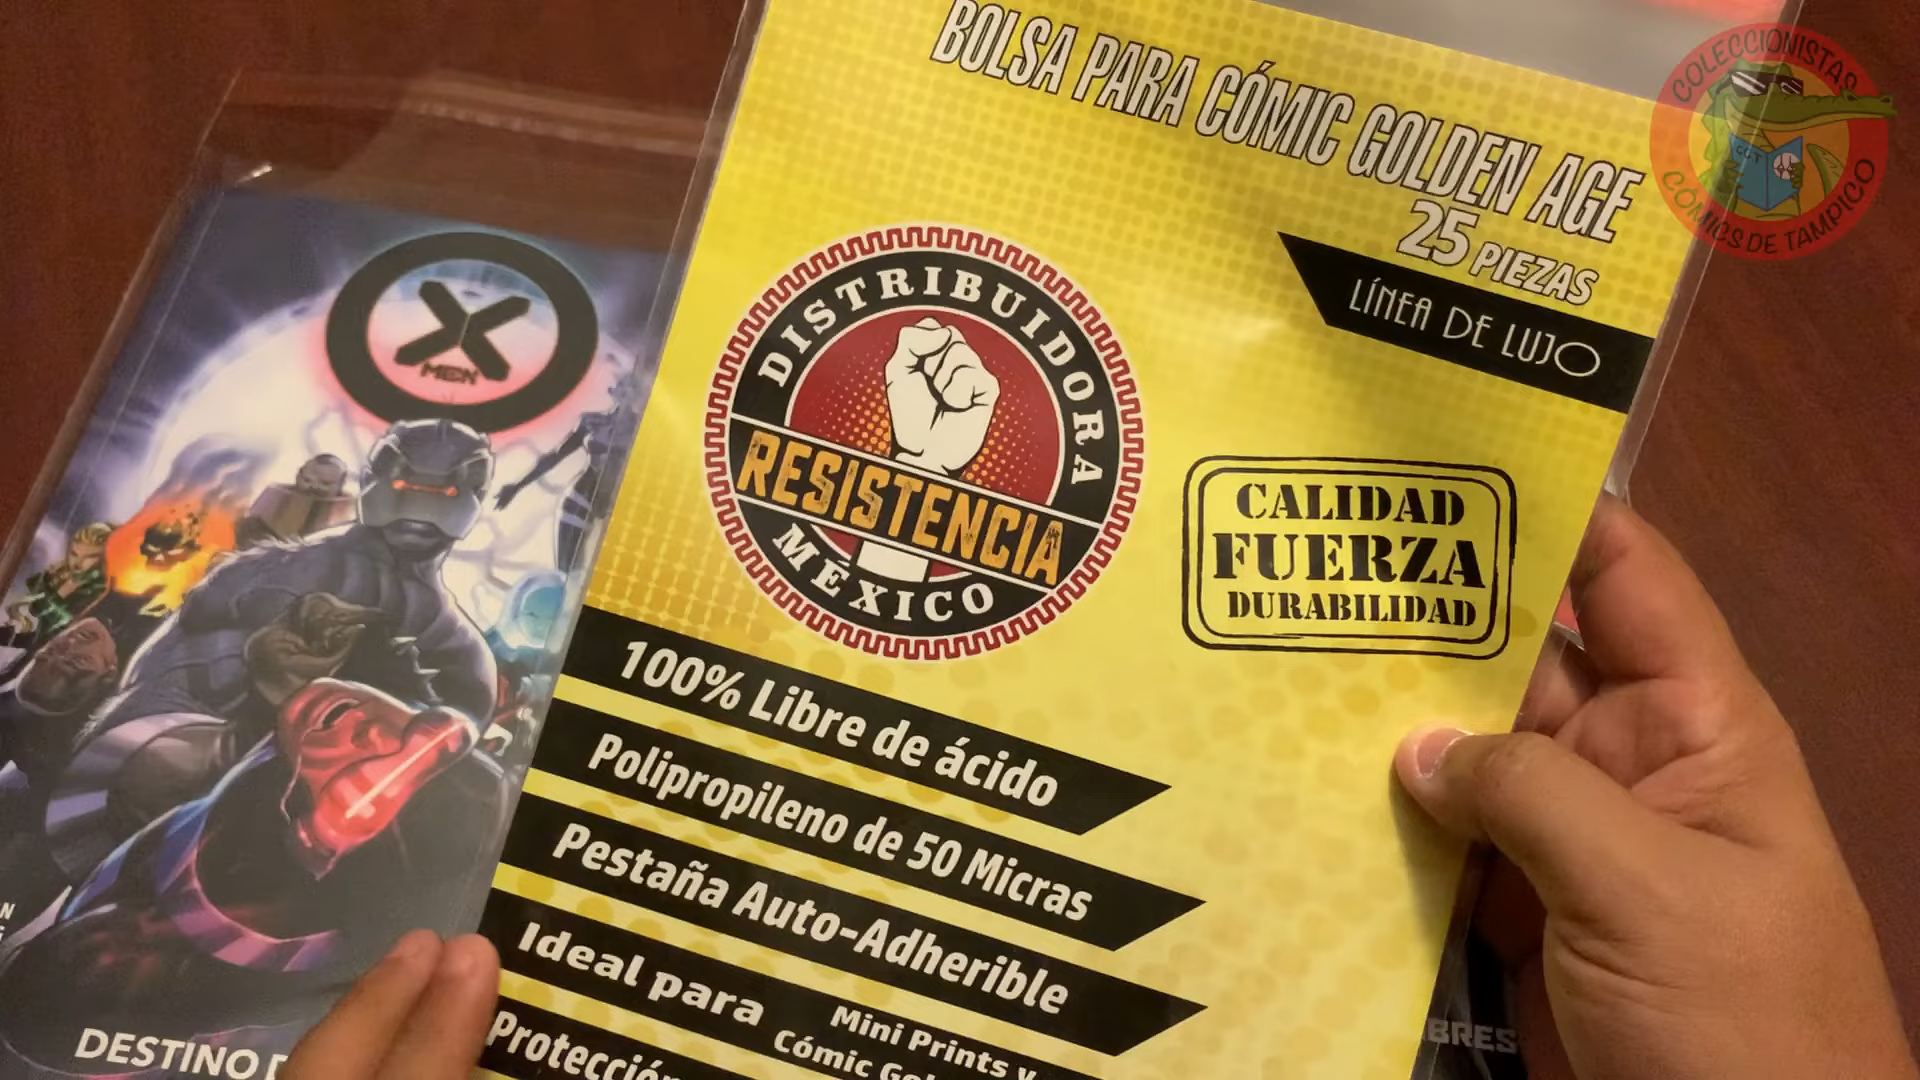 BOLSA PARA CÓMIC GOLDEN AGE
25 PIEZAS
LÍNEA DE LUJO
DISTRIBUIDORA
RESISTENCIA
MÉXICO
CALIDAD
FUERZA
DURABILIDAD
100% Libre de ácido
Polipropileno de 50 Micras
Pestaña Auto-Adherible
Ideal para
Mini Prints y
Cómic
Protección
X
MEN
DESTINO
BRES
COLECCIONISTAS
CÓMICS DE TAMPICO
C.C.T